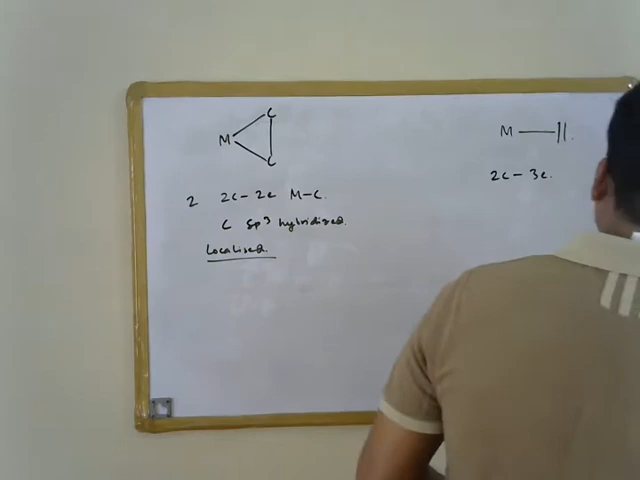 C
M
C
M
2 2c-2e M-C.
C sp³ hybridised.
Localised.
2c-3c.